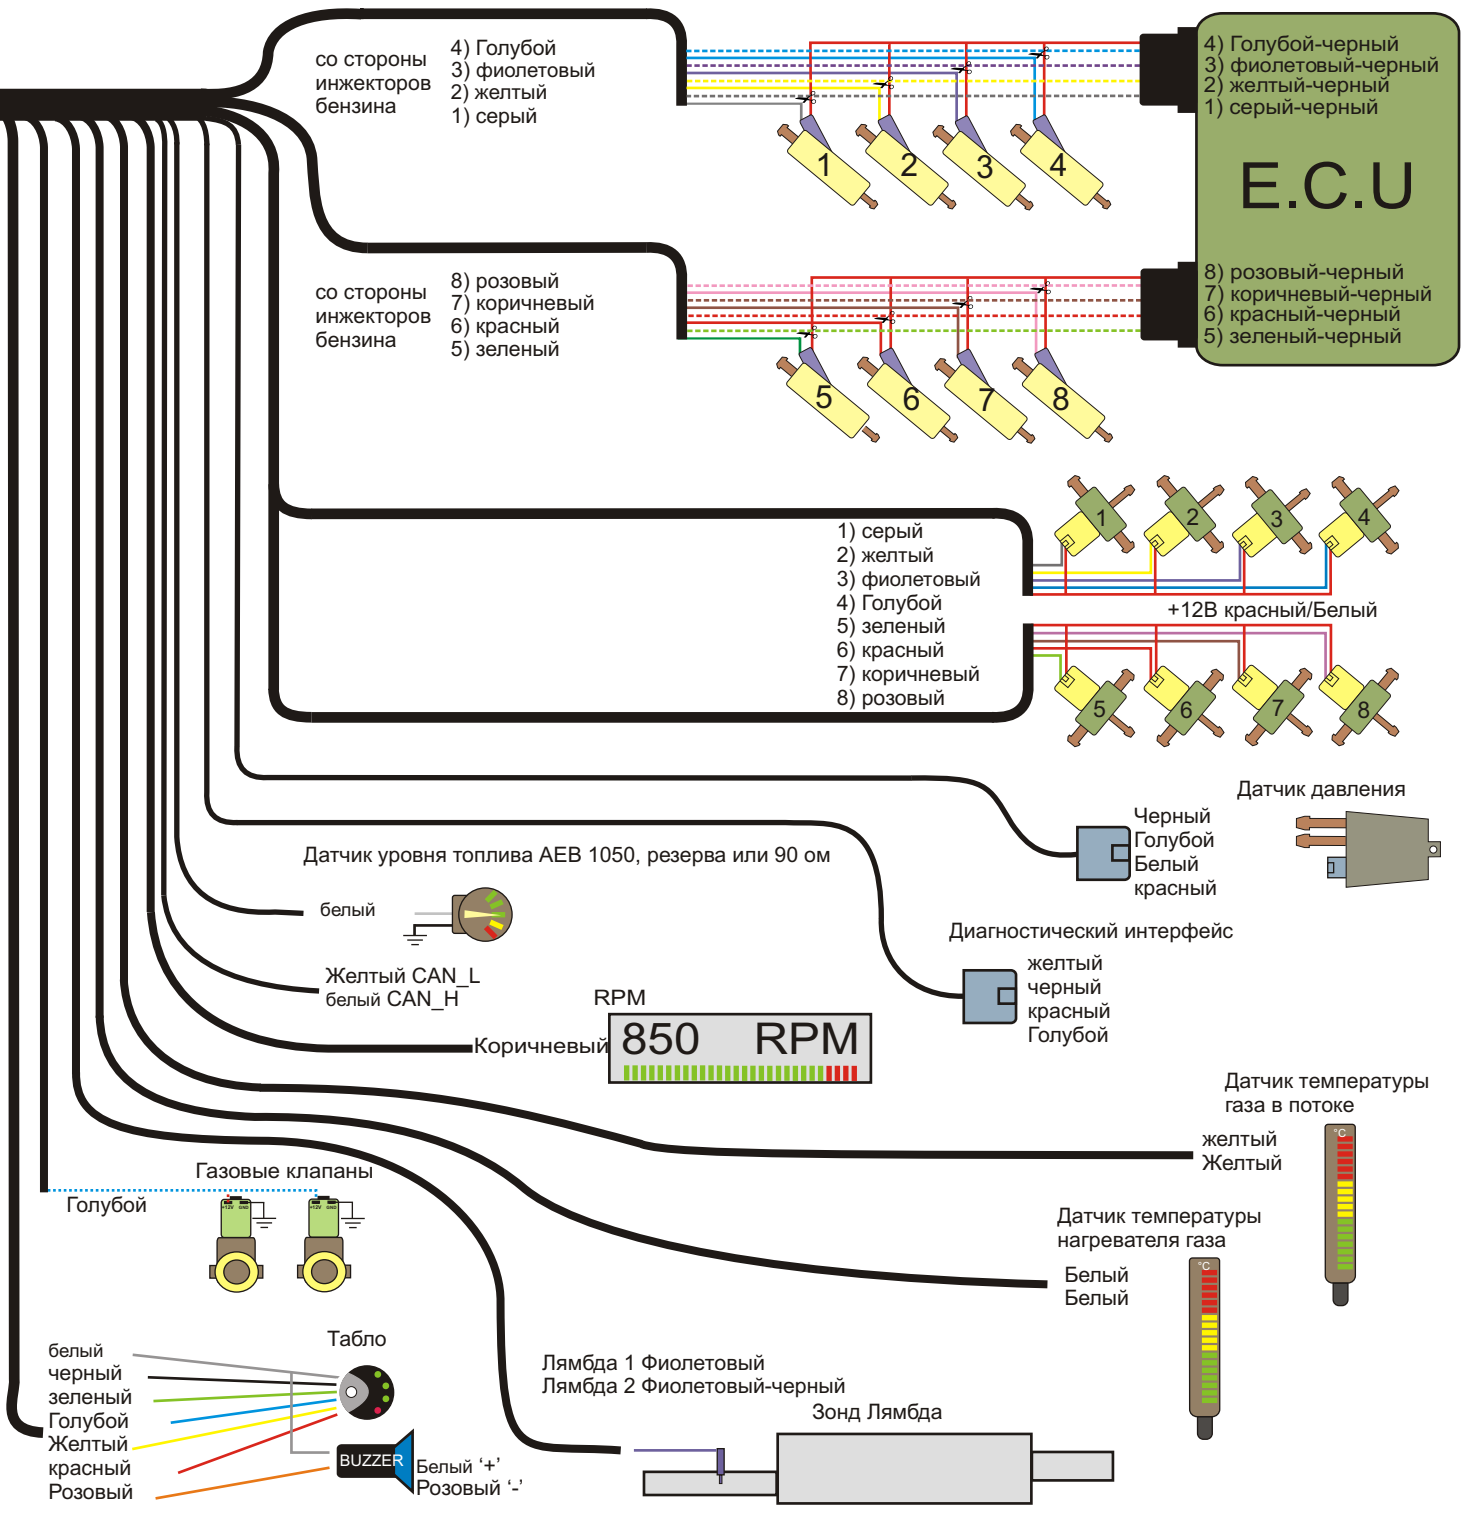 со стороны
инжекторов
бензина
4) Голубой
3) фиолетовый
2) желтый
1) серый
4) Голубой-черный
3) фиолетовый-черный
2) желтый-черный
1) серый-черный
E.C.U
1
2
3
4
со стороны
инжекторов
бензина
8) розовый
7) коричневый
6) красный
5) зеленый
8) розовый-черный
7) коричневый-черный
6) красный-черный
5) зеленый-черный
5
6
7
8
1) серый
2) желтый
3) фиолетовый
4) Голубой
5) зеленый
6) красный
7) коричневый
8) розовый
1
2
3
4
+12В красный/Белый
5
6
7
8
Датчик давления
Черный
Голубой
Белый
красный
Датчик уровня топлива АЕВ 1050, резерва или 90 ом
белый
Диагностический интерфейс
желтый
черный
красный
Голубой
Желтый CAN_L
белый CAN_H
RPM
Коричневый
850 RPM
Датчик температуры
газа в потоке
желтый
Желтый
°C
Газовые клапаны
Голубой
+12V GND
+12V GND
Датчик температуры
нагревателя газа
Белый
Белый
°C
Табло
белый
черный
зеленый
Голубой
Желтый
красный
Розовый
BUZZER
Белый ‘+’
Розовый ‘-’
Лямбда 1 Фиолетовый
Лямбда 2 Фиолетовый-черный
Зонд Лямбда